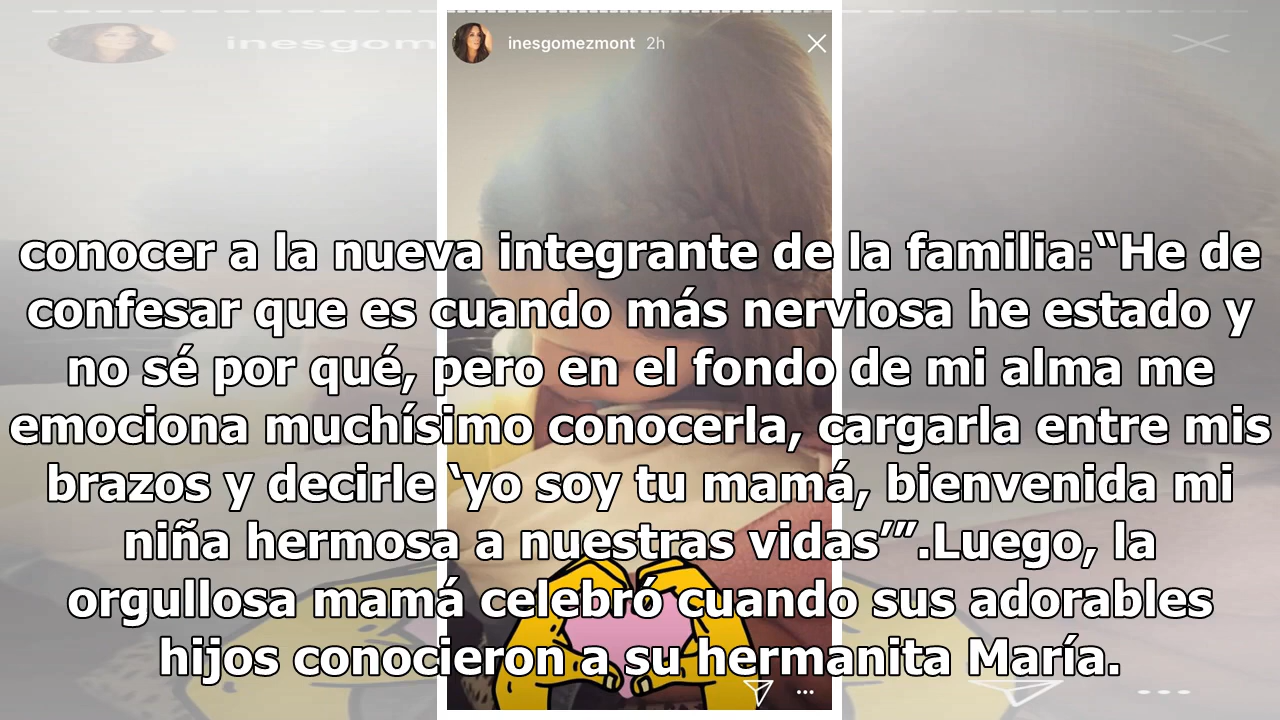 inesgom
inesgomezmont 2h
conocer a la nueva integrante de la familia:“He de
confesar que es cuando más nerviosa he estado y
no sé por qué, pero en el fondo de mi alma me
emociona muchísimo conocerla, cargarla entre mis
brazos y decirle ‘yo soy tu mamá, bienvenida mi
niña hermosa a nuestras vidas’”.Luego, la
orgullosa mamá celebró cuando sus adorables
hijos conocieron a su hermanita María.